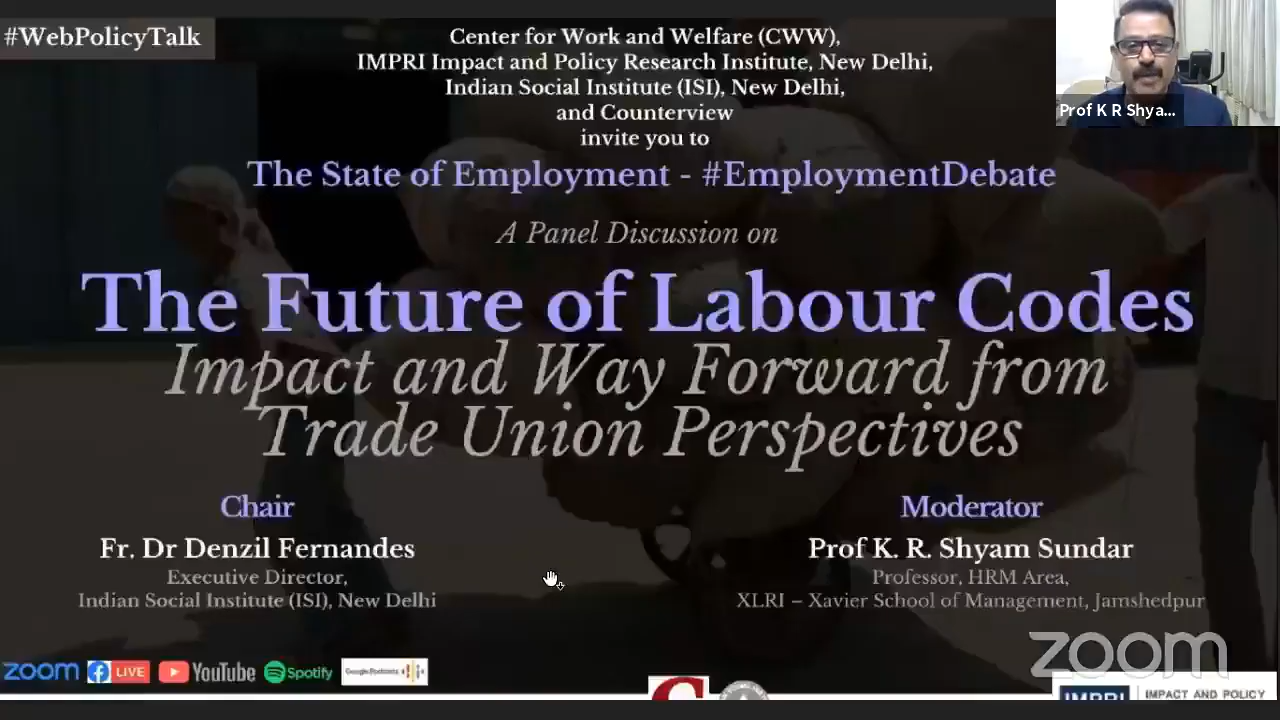 #WebPolicyTalk
Center for Work and Welfare (CWW),
IMPRI Impact and Policy Research Institute, New Delhi,
Indian Social Institute (ISI), New Delhi,
and Counterview
invite you to
Prof K R Shya...
The State of Employment - #EmploymentDebate
A Panel Discussion on
The Future of Labour Codes
Impact and Way Forward from
Trade Union Perspectives
Chair
Fr. Dr Denzil Fernandes
Executive Director,
Indian Social Institute (ISI), New Delhi
Moderator
Prof K. R. Shyam Sundar
Professor, HRM Area,
XLRI – Xavier School of Management, Jamshedpur
zoom
zoom
LIVE
YouTube
Spotify
Google Podcasts
IMPRI
IMPACT AND POLICY